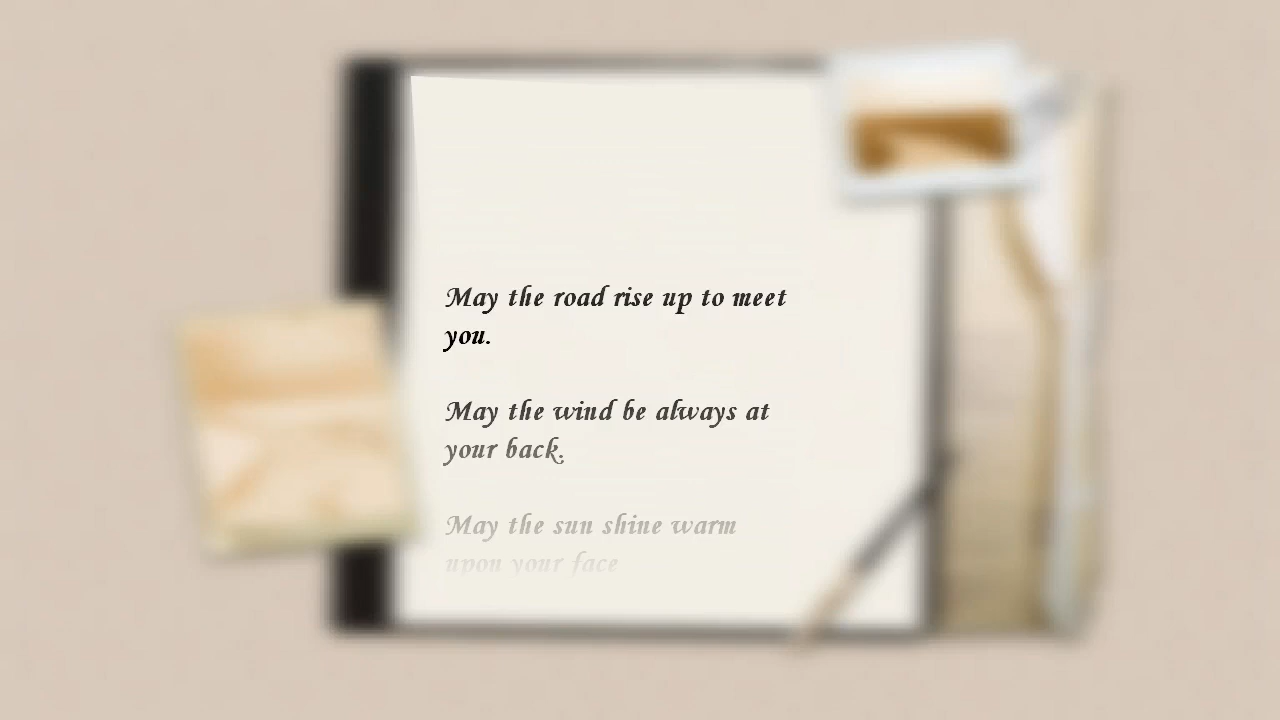 May the road rise up to meet
you.
May the wind be always at
your back.
May the sun shine warm
upon your face